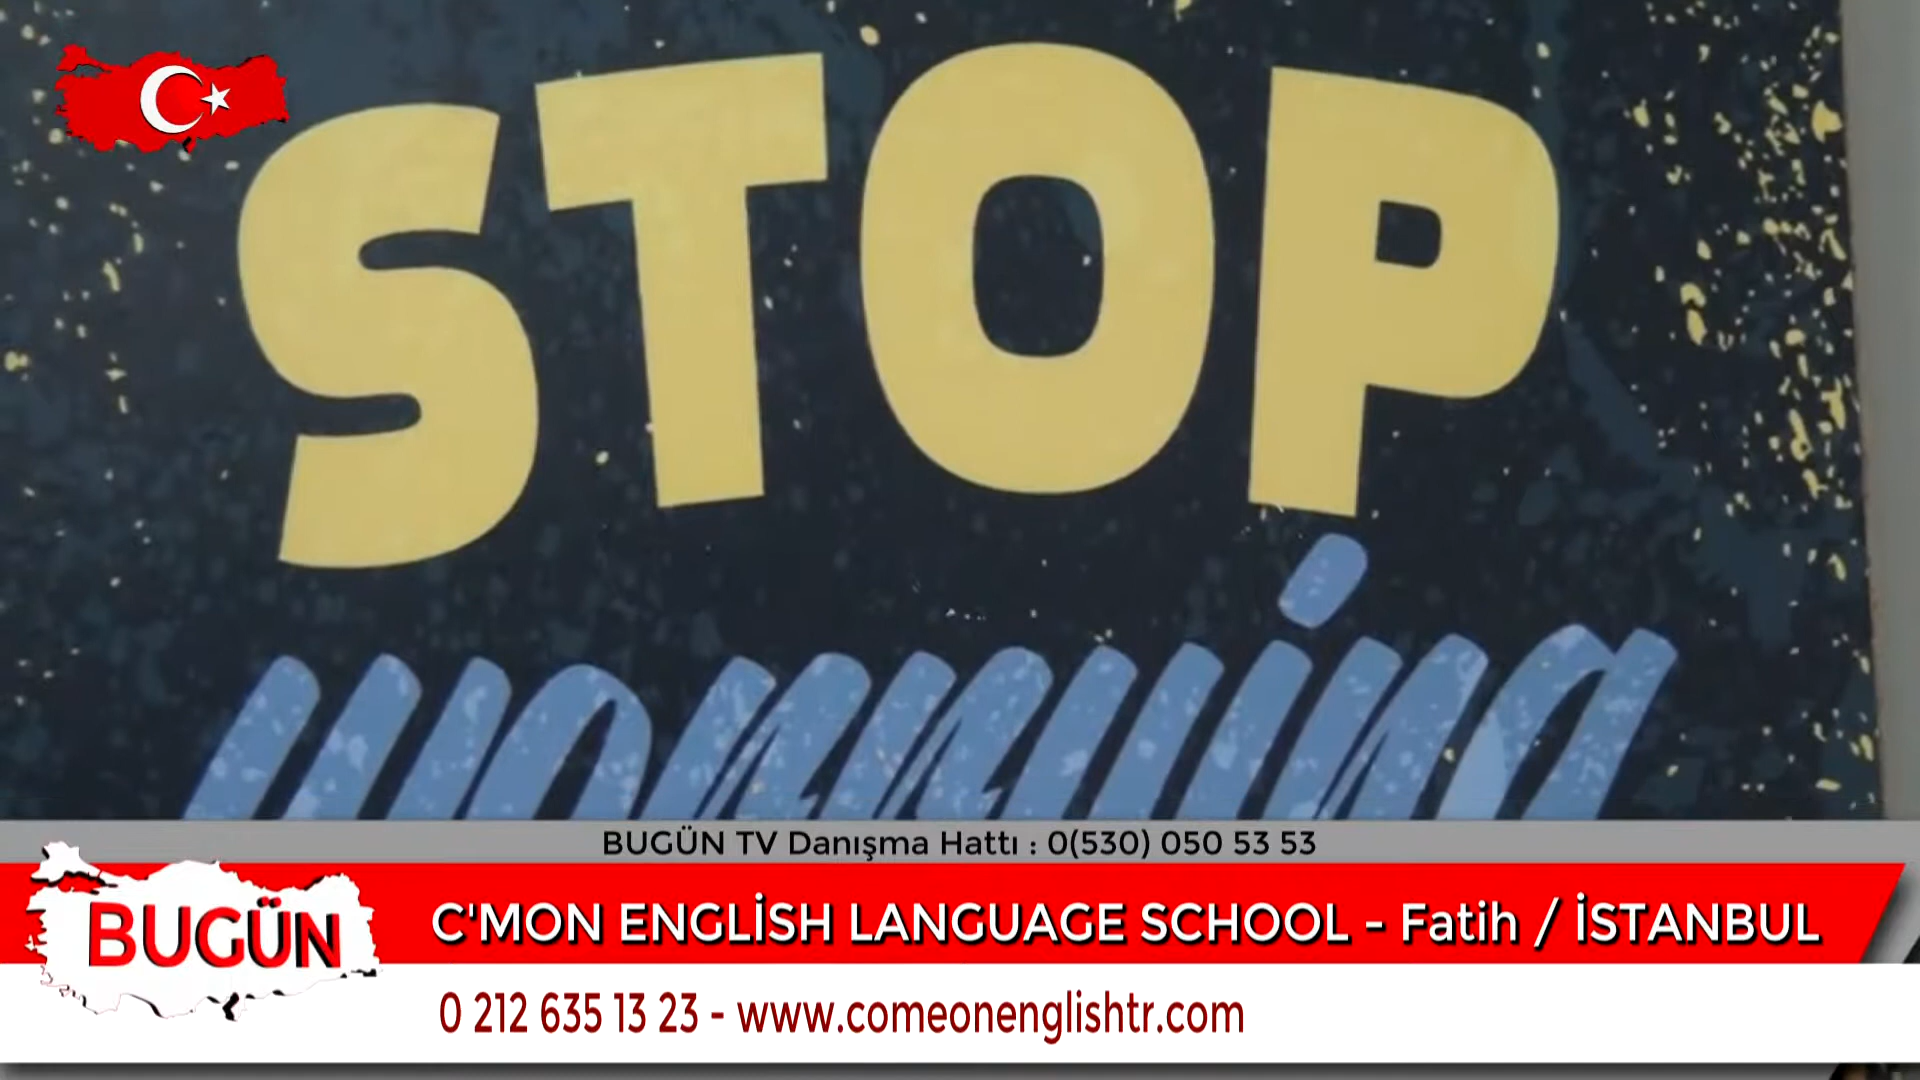 STOP
BUGÜN TV Danışma Hattı : 0(530) 050 53 53
BUGÜN
C'MON ENGLİSH LANGUAGE SCHOOL - Fatih / İSTANBUL
0 212 635 13 23 - www.comeonenglishtr.com